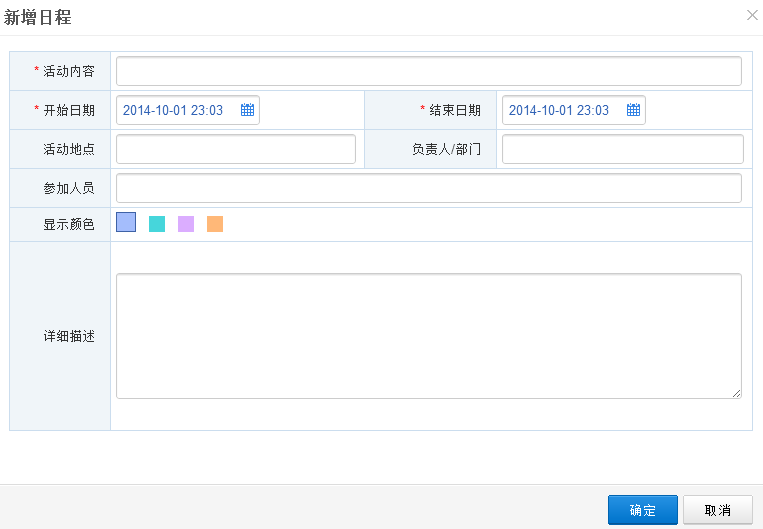 新增日程
* 活动内容
* 开始日期 2014-10-01 23:03 * 结束日期 2014-10-01 23:03
活动地点 负责人/部门
参加人员
显示颜色
详细描述
确定 取消